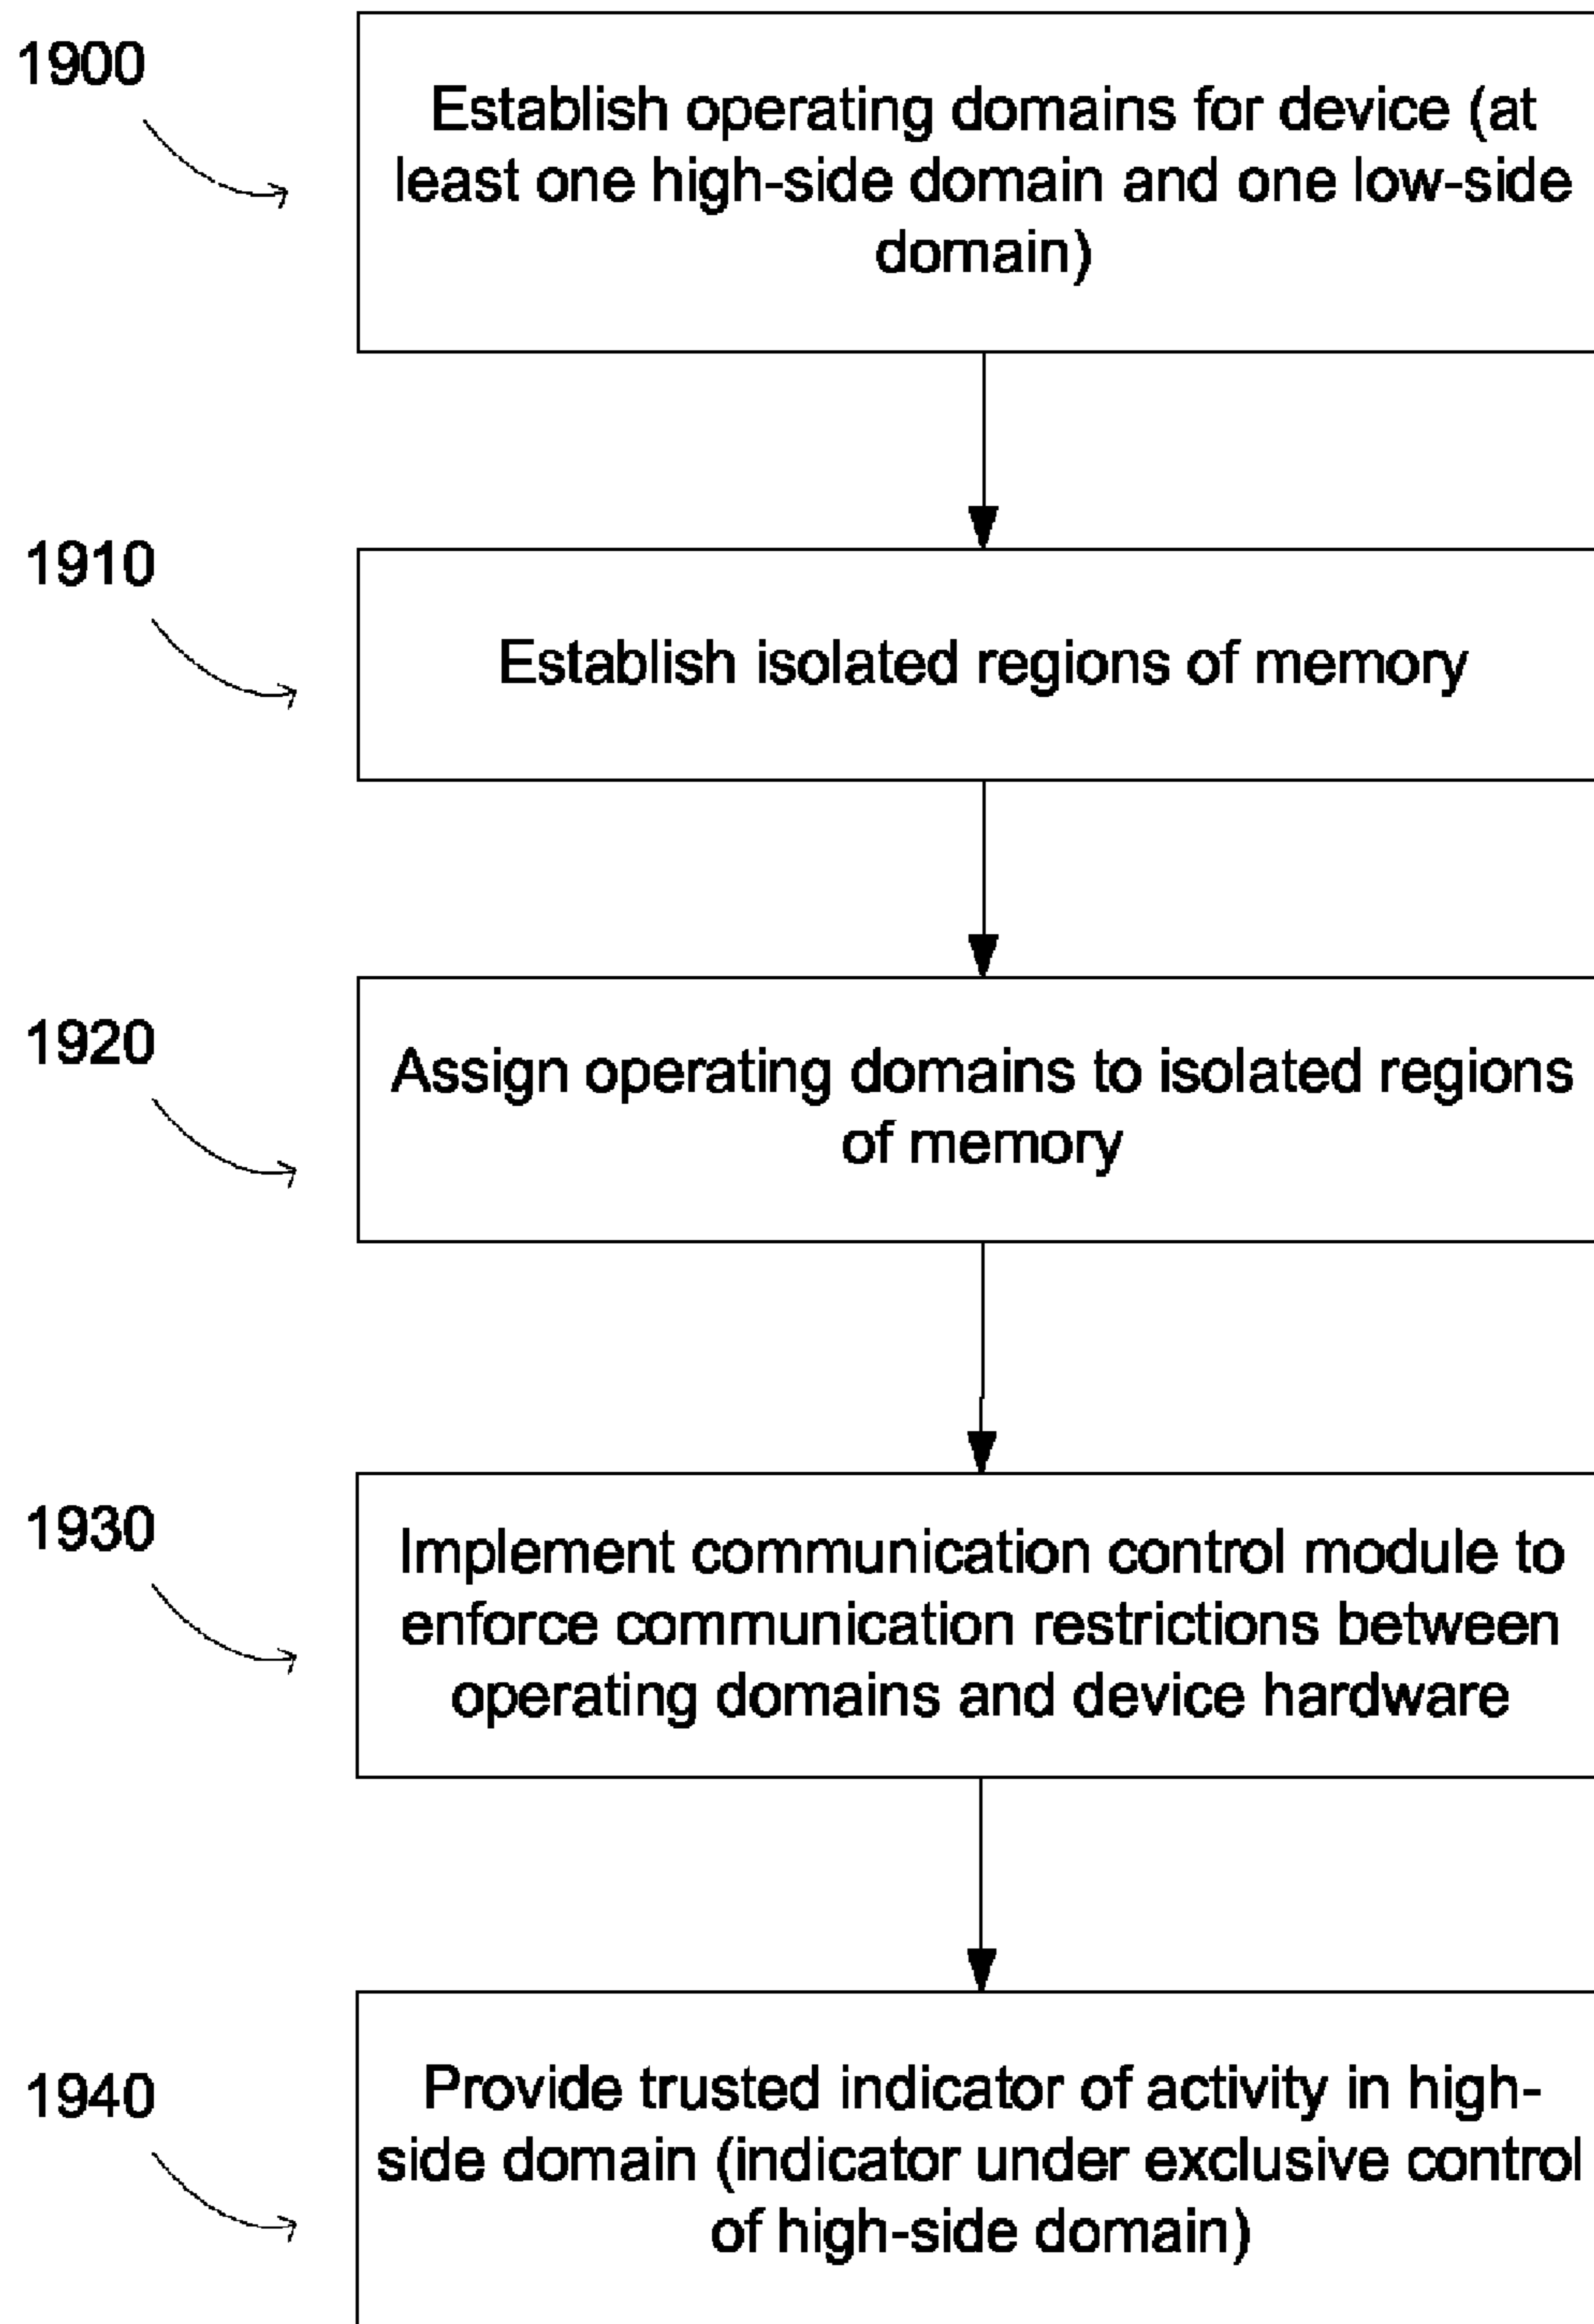 1900
Establish operating domains for device (at
least one high-side domain and one low-side
domain)
1910
Establish isolated regions of memory
1920
Assign operating domains to isolated regions
of memory
1930
Implement communication control module to
enforce communication restrictions between
operating domains and device hardware
1940
Provide trusted indicator of activity in high-
side domain (indicator under exclusive control
of high-side domain)